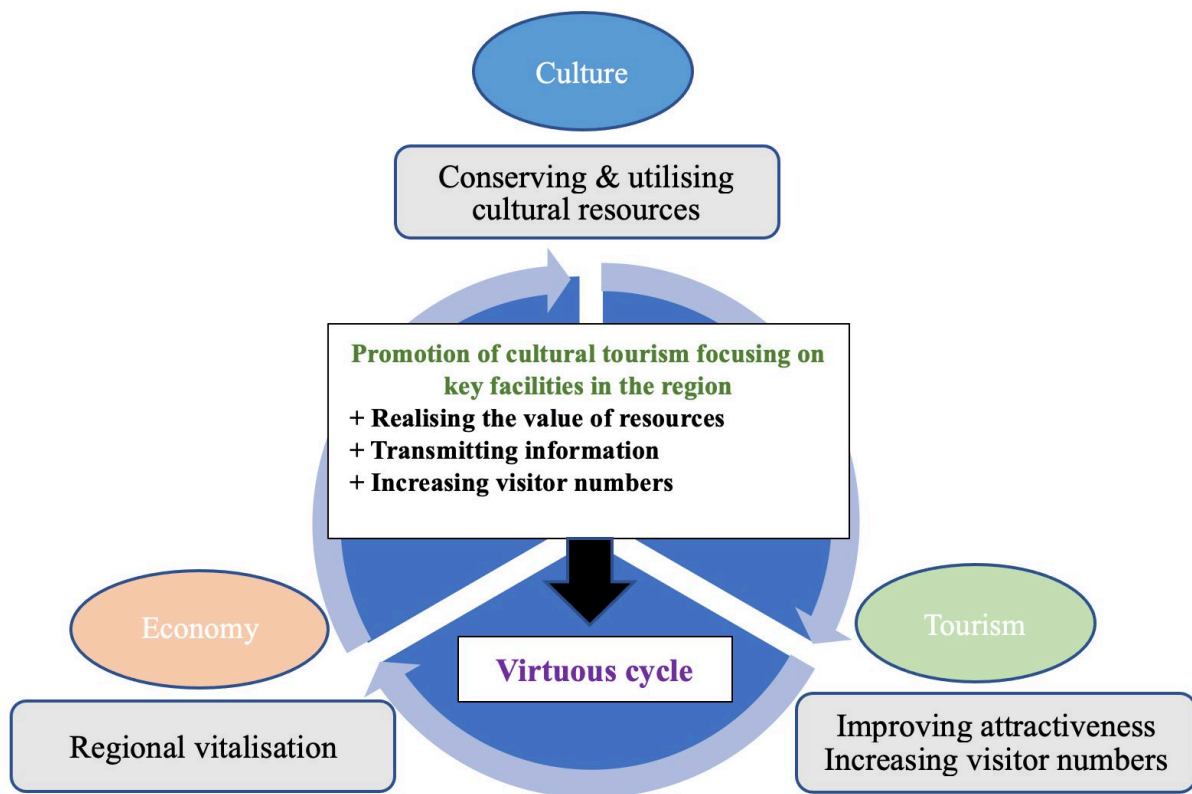 Culture
Conserving & utilising
cultural resources
Promotion of cultural tourism focusing on
key facilities in the region
+ Realising the value of resources
+ Transmitting information
+ Increasing visitor numbers
Virtuous cycle
Economy
Regional vitalisation
Tourism
Improving attractiveness
Increasing visitor numbers